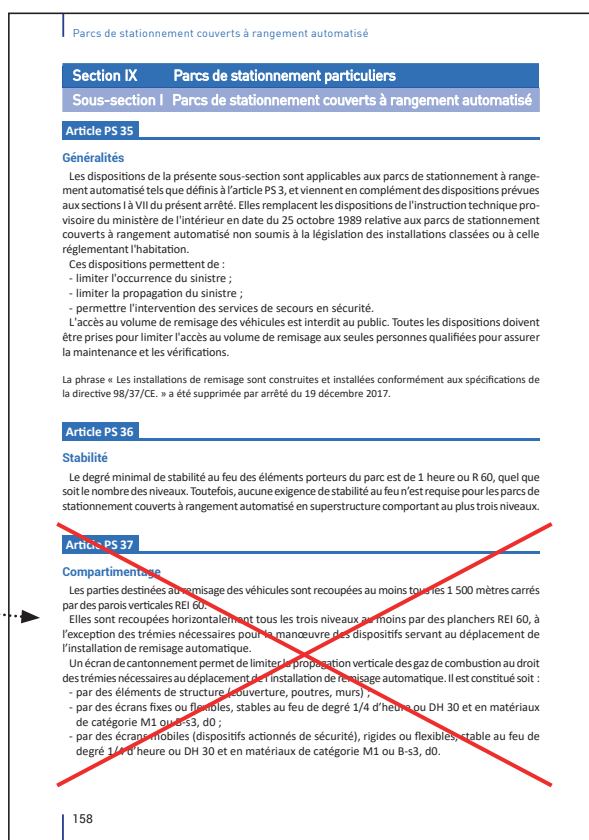 Parcs de stationnement couverts à rangement automatisé
Section IX Parcs de stationnement particuliers
Sous-section I Parcs de stationnement couverts à rangement automatisé
Article PS 35
Généralités
Les dispositions de la présente sous-section sont applicables aux parcs de stationnement à range-
ment automatisé tels que définis à l'article PS 3, et viennent en complément des dispositions prévues
aux sections I à VII du présent arrêté. Elles remplacent les dispositions de l'instruction technique pro-
visoire du ministère de l'intérieur en date du 25 octobre 1989 relative aux parcs de stationnement
couverts à rangement automatisé non soumis à la législation des installations classées ou à celle
réglementant l'habitation.
Ces dispositions permettent de :
- limiter l'occurrence du sinistre ;
- limiter la propagation du sinistre ;
- permettre l'intervention des services de secours en sécurité.
L'accès au volume de remisage des véhicules est interdit au public. Toutes les dispositions doivent
être prises pour limiter l'accès au volume de remisage aux seules personnes qualifiées pour assurer
la maintenance et les vérifications.
La phrase « Les installations de remisage sont construites et installées conformément aux spécifications de
la directive 98/37/CE. » a été supprimée par arrêté du 19 décembre 2017.
Article PS 36
Stabilité
Le degré minimal de stabilité au feu des éléments porteurs du parc est de 1 heure ou R 60, quel que
soit le nombre des niveaux. Toutefois, aucune exigence de stabilité au feu n'est requise pour les parcs de
stationnement couverts à rangement automatisé en superstructure comportant au plus trois niveaux.
Article PS 37
Compartimentage
Les parties destinées au remisage des véhicules sont recoupées au moins tous les 1 500 mètres carrés
par des parois verticales REI 60.
Elles sont recoupées horizontalement tous les trois niveaux au moins par des planchers REI 60, à
l'exception des trémies nécessaires pour la manœuvre des dispositifs servant au déplacement de
l'installation de remisage automatique.
Un écran de cantonnement permet de limiter la propagation verticale des gaz de combustion au droit
des trémies nécessaires au déplacement de l'installation de remisage automatique. Il est constitué soit :
- par des éléments de structure (couverture, poutres, murs) ;
- par des écrans fixes ou flexibles, stables au feu de degré 1/4 d'heure ou DH 30 et en matériaux
de catégorie M1 ou B-s3, d0 ;
- par des écrans mobiles (dispositifs actionnés de sécurité), rigides ou flexibles, stable au feu de
degré 1/4 d'heure ou DH 30 et en matériaux de catégorie M1 ou B-s3, d0.
158